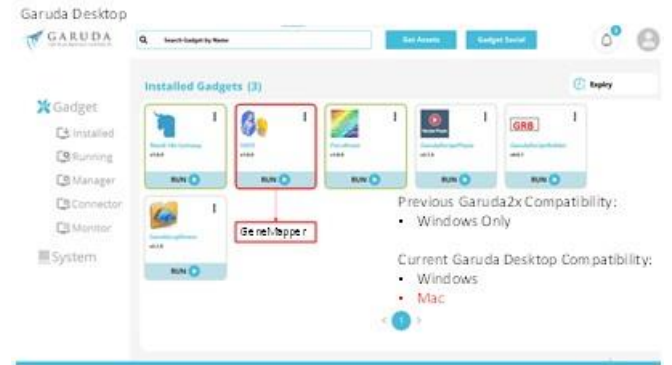 Garuda Desktop
GARUDA
Search Gadget by Name
Get Assets
Gadget Social
Installed Gadgets (3)
Expiry
Gadget
Installed
Running
Manager
Connector
Monitor
System
GRB
RUN
RUN
RUN
RUN
RUN
RUN
GeneMapper
Previous Garuda2x Compatibility:
▪ Windows Only
Current Garuda Desktop Compatibility:
▪ Windows
▪ Mac
< 1 >